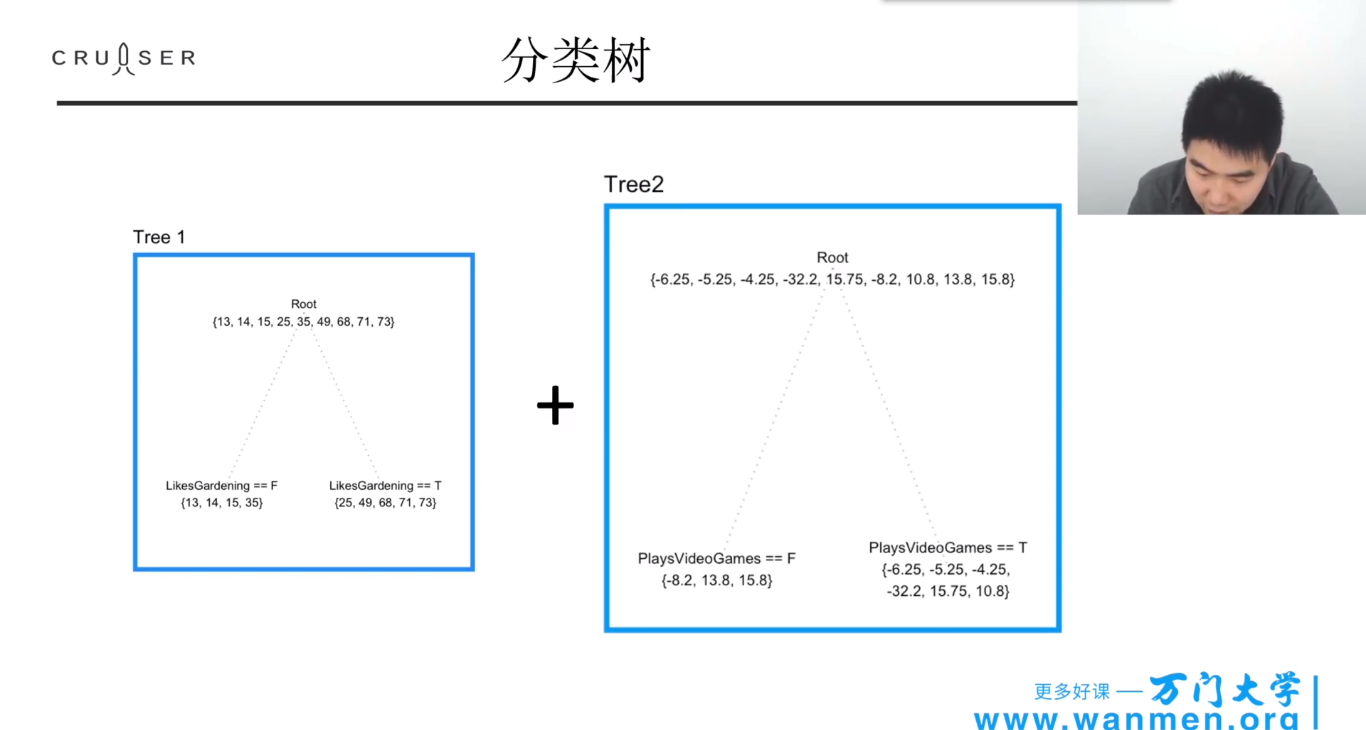 CRUISER
分类树
Tree 1
Root
{13, 14, 15, 25, 35, 49, 68, 71, 73}
LikesGardening == F
{13, 14, 15, 35}
LikesGardening == T
{25, 49, 68, 71, 73}
+
Tree2
Root
{-6.25, -5.25, -4.25, -32.2, 15.75, -8.2, 10.8, 13.8, 15.8}
PlaysVideoGames == F
{-8.2, 13.8, 15.8}
PlaysVideoGames == T
{-6.25, -5.25, -4.25,
-32.2, 15.75, 10.8}
更多好课 — 万门大学
www.wanmen.org